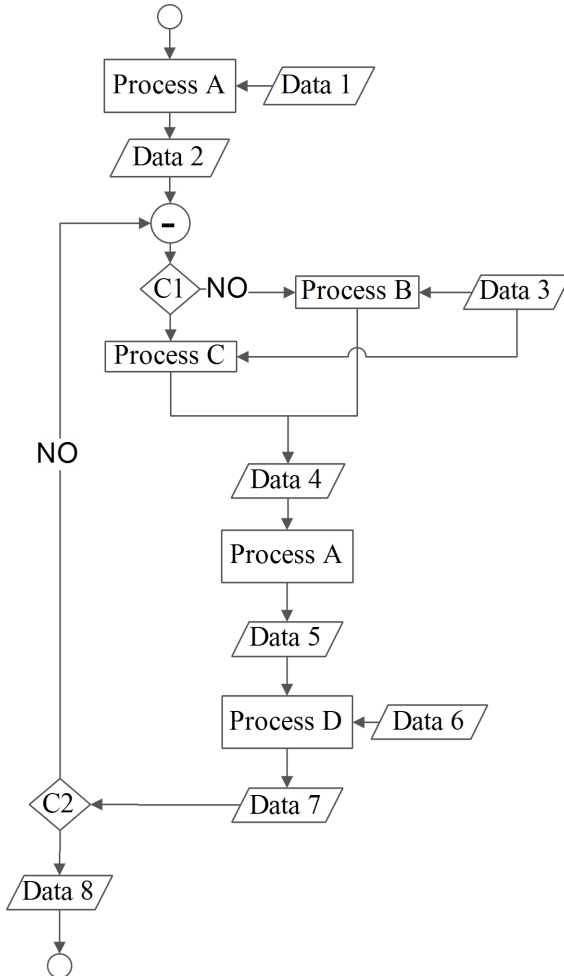 Process A
Data 1
Data 2
-
C1
NO
Process B
Data 3
Process C
NO
Data 4
Process A
Data 5
Process D
Data 6
C2
Data 7
Data 8